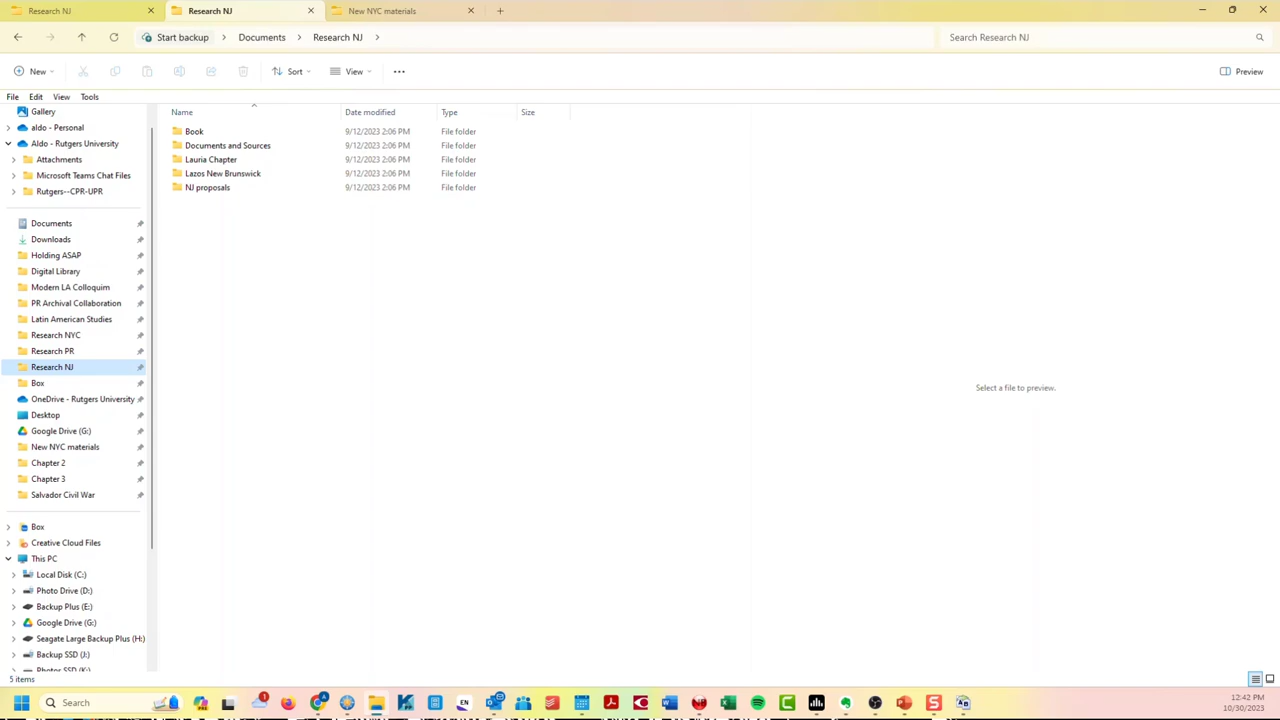 Research NJ
Research NJ
New NYC materials
Start backup
Documents
Research NJ
Search Research NJ
New
Sort
View
Preview
File
Edit
View
Tools
Name
Date modified
Type
Size
Book 9/12/2023 2:06 PM File folder
Documents and Sources 9/12/2023 2:06 PM File folder
Lauria Chapter 9/12/2023 2:06 PM File folder
Lazos New Brunswick 9/12/2023 2:06 PM File folder
NJ proposals 9/12/2023 2:06 PM File folder
Gallery
aldo - Personal
Aldo - Rutgers University
Attachments
Microsoft Teams Chat Files
Rutgers--CPR-UPR
Documents
Downloads
Holding ASAP
Digital Library
Modern LA Colloquim
PR Archival Collaboration
Latin American Studies
Research NYC
Research PR
Research NJ
Box
OneDrive - Rutgers University
Desktop
Google Drive (G:)
New NYC materials
Chapter 2
Chapter 3
Salvador Civil War
Box
Creative Cloud Files
This PC
Local Disk (C:)
Photo Drive (D:)
Backup Plus (E:)
Google Drive (G:)
Seagate Large Backup Plus (H:)
Backup SSD (J:)
Photos SSD (K:)
Select a file to preview.
5 items
Search
1
EN
12:42 PM
10/30/2023